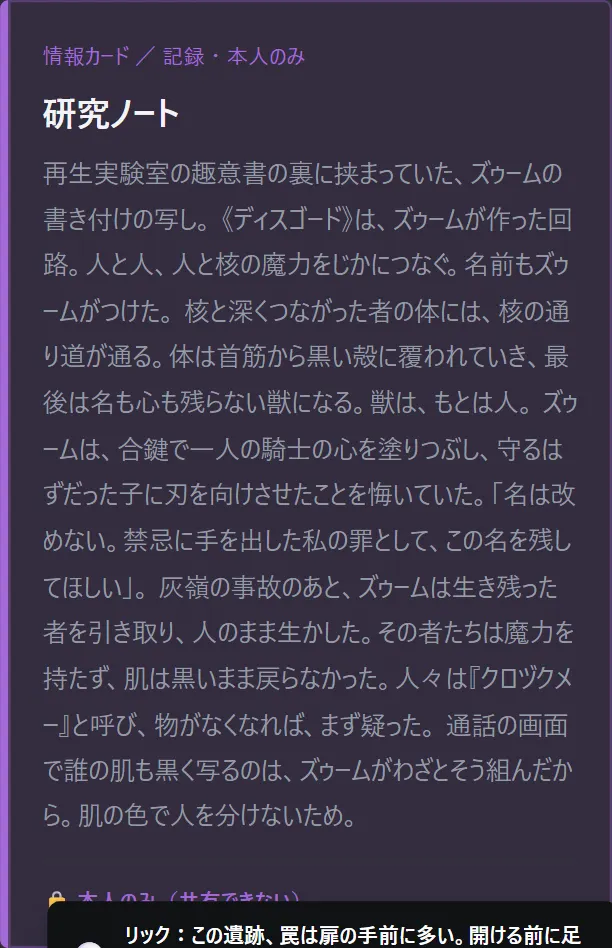 情報カード ／ 記録 · 本人のみ
研究ノート
再生実験室の趣意書の裏に挟まっていた、ズゥームの
書き付けの写し。《ディスゴード》は、ズゥームが作った回
路。人と人、人と核の魔力をじかにつなぐ。名前もズゥ
ームがつけた。 核と深くつながった者の体には、核の通
り道が通る。体は首筋から黒い殻に覆われていき、最
後は名も心も残らない獣になる。獣は、もとは人。 ズゥ
ームは、合鍵で一人の騎士の心を塗りつぶし、守るは
ずだった子に刃を向けさせたことを悔いていた。「名は改
めない。禁忌に手を出した私の罪として、この名を残し
てほしい」。 灰嶺の事故のあと、ズゥームは生き残った
者を引き取り、人のまま生かした。その者たちは魔力を
持たず、肌は黒いまま戻らなかった。人々は『クロヅクメ
ー』と呼び、物がなくなれば、まず疑った。 通話の画面
で誰の肌も黒く写るのは、ズゥームがわざとそう組んだか
ら。肌の色で人を分けないため。
本人のみ（共有できない）
リック：この遺跡、罠は扉の手前に多い。開ける前に足